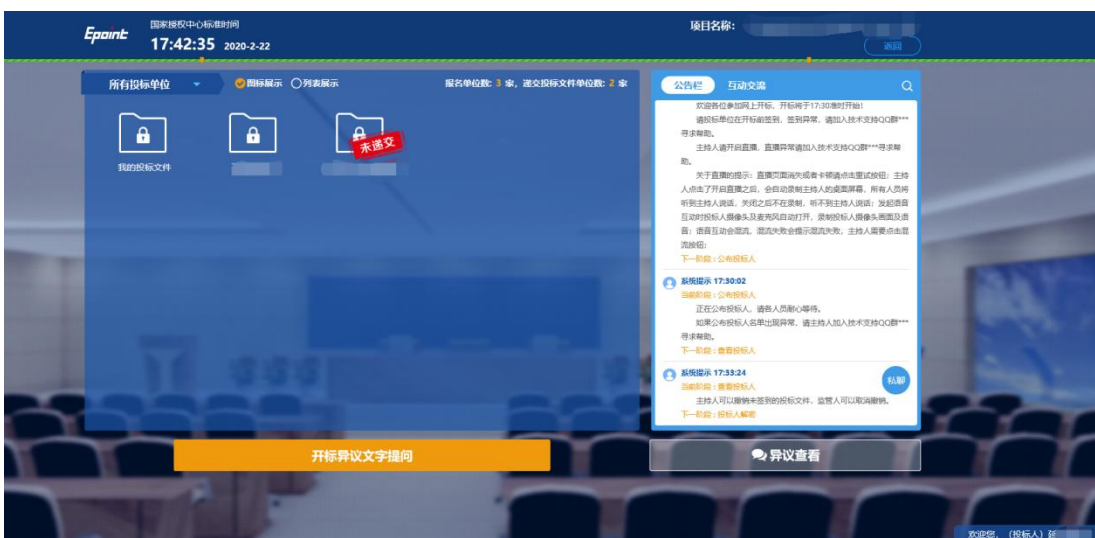 Epoint
国家授权中心标准时间
17:42:35 2020-2-22
项目名称：
返回
所有投标单位
图标展示 列表展示
报名单位数: 3 家，递交投标文件单位数: 2 家
我的投标文件
未递交
公告栏 互动交流
欢迎各位参加网上开标，开标将于17:30准时开始!
请投标单位在开标前签到，签到异常，请加入技术支持QQ群***
寻求帮助。
主持人请开启直播，直播异常请加入技术支持QQ群***寻求帮
助。
关于直播的提示：直播页面消失或者卡顿请点击重试按钮；主持
人点击了开启直播之后，会自动录制主持人的桌面屏幕，所有人员将
听到主持人说话，关闭之后不在录制，听不到主持人说话；发起语音
互动时投标人摄像头及麦克风自动打开，录制投标人摄像头画面及语
音；语音互动会混流，混流失败会提示混流失败，主持人需要点击混
流按钮;
下一阶段 : 公布投标人
系统提示 17:30:02
当前阶段 : 公布投标人
正在公布投标人，请各人员耐心等待。
如果公布投标人名单出现异常，请主持人加入技术支持QQ群***
寻求帮助。
下一阶段 : 查看投标人
系统提示 17:33:24
当前阶段 : 查看投标人
主持人可以撤销未签到的投标文件，监管人可以取消撤销。
下一阶段 : 投标人解密
私聊
开标异议文字提问
异议查看
欢迎您，（投标人）